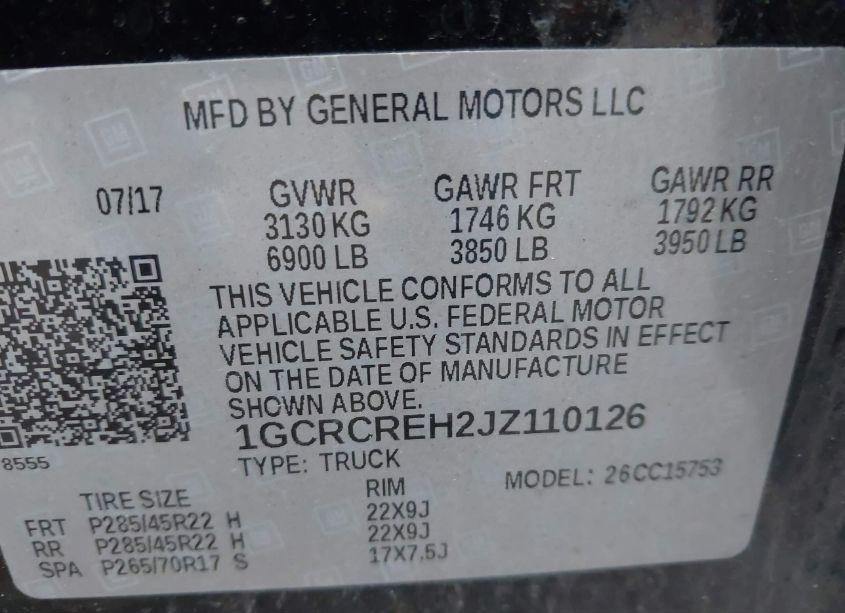 MFD BY GENERAL MOTORS LLC
07/17 GVWR GAWR FRT GAWR RR
3130 KG 1746 KG 1792 KG
6900 LB 3850 LB 3950 LB
THIS VEHICLE CONFORMS TO ALL
APPLICABLE U.S. FEDERAL MOTOR
VEHICLE SAFETY STANDARDS IN EFFECT
ON THE DATE OF MANUFACTURE
SHOWN ABOVE.
1GCRCREH2JZ110126
8555
TYPE: TRUCK
MODEL: 26CC15753
TIRE SIZE RIM
FRT P285/45R22 H 22X9J
RR P285/45R22 H 22X9J
SPA P265/70R17 S 17X7,5J